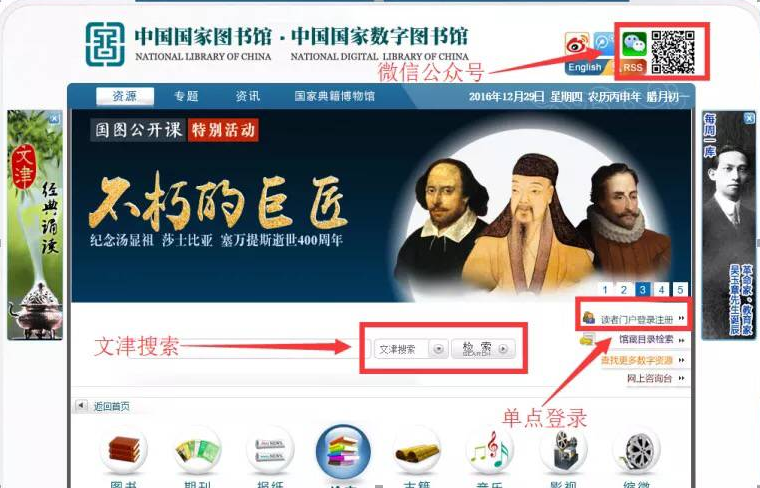 中国国家图书馆·中国国家数字图书馆
NATIONAL LIBRARY OF CHINA NATIONAL DIGITAL LIBRARY OF CHINA
微信公众号
English
RSS
资源 专题 资讯 国家典籍博物馆
2016年12月29日 星期四 农历丙申年 腊月初一
国图公开课 特别活动
不朽的巨匠
纪念汤显祖 莎士比亚 塞万提斯逝世400周年
1 2 3 4 5
文津
经典诵读
每周一库
革命家·教育家
吴玉章先生诞辰
读者门户登录注册
馆藏目录检索
查找更多数字资源
网上咨询台
文津搜索
文津搜索
检索
SEARCH
单点登录
返回首页
图书 期刊 报纸 古籍 音乐 影视 缩微